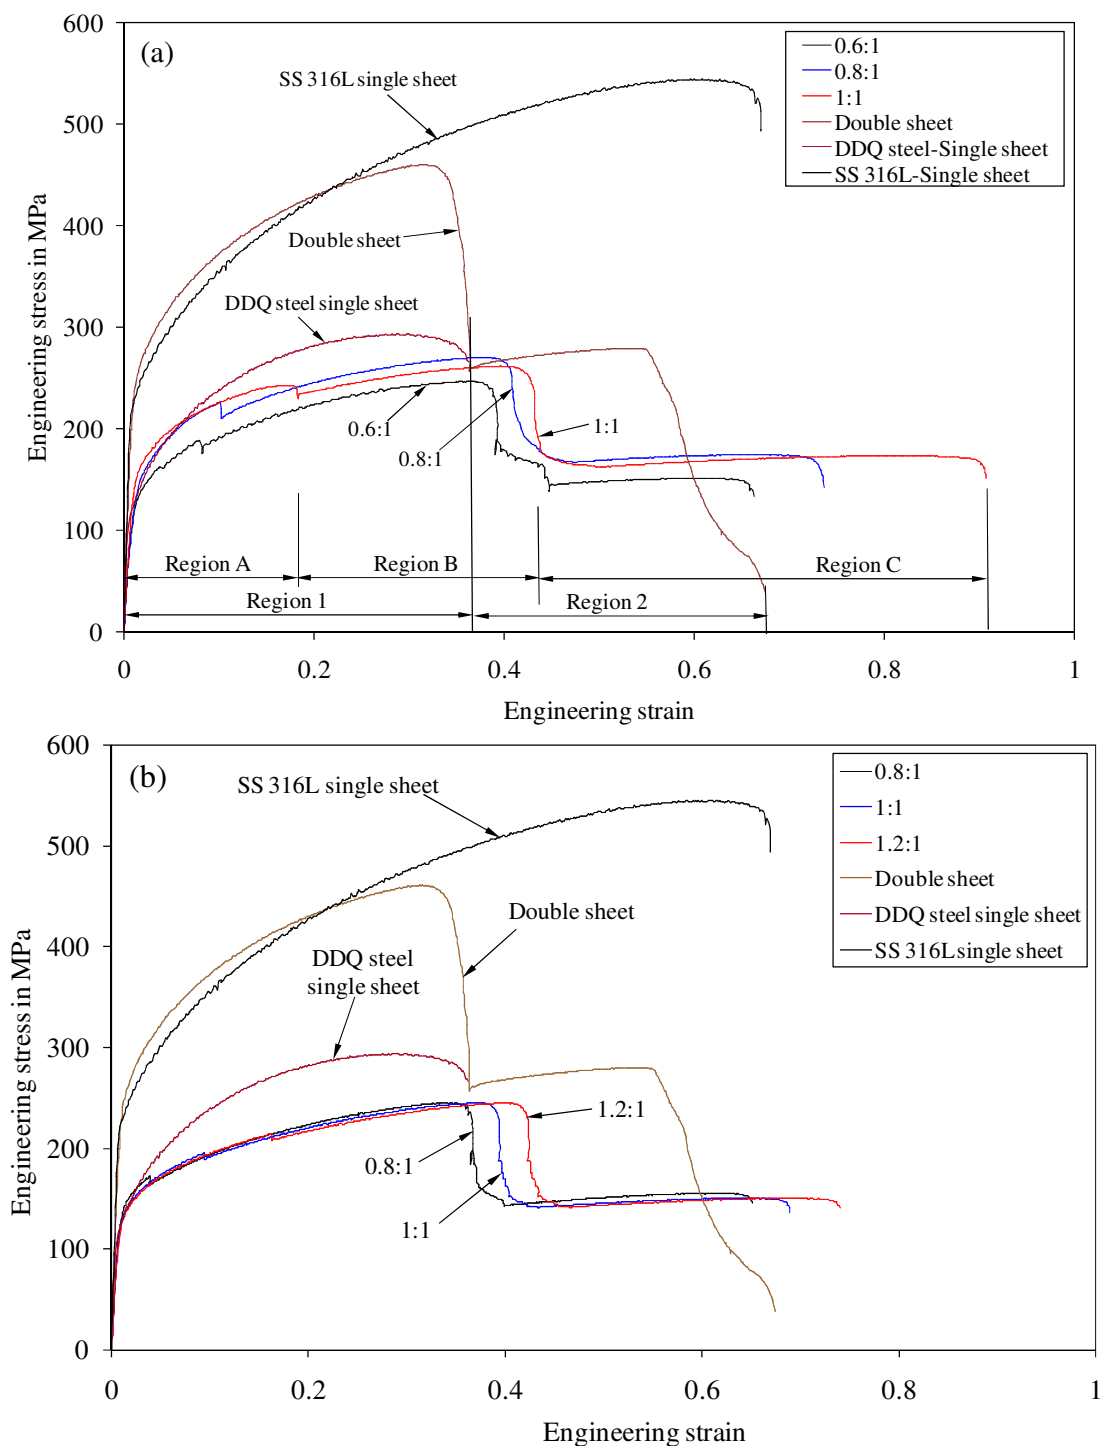 (a)
600
500
400
300
200
100
0
Engineering stress in MPa
0.6:1
0.8:1
1:1
Double sheet
DDQ steel-Single sheet
SS 316L-Single sheet
SS 316L single sheet
Double sheet
DDQ steel single sheet
0.6:1
0.8:1
1:1
Region A
Region B
Region C
Region 1
Region 2
0
0.2
0.4
0.6
0.8
1
Engineering strain
(b)
600
500
400
300
200
100
0
Engineering stress in MPa
0.8:1
1:1
1.2:1
Double sheet
DDQ steel single sheet
SS 316L single sheet
SS 316L single sheet
Double sheet
DDQ steel
single sheet
1.2:1
0.8:1
1:1
0
0.2
0.4
0.6
0.8
1
Engineering strain